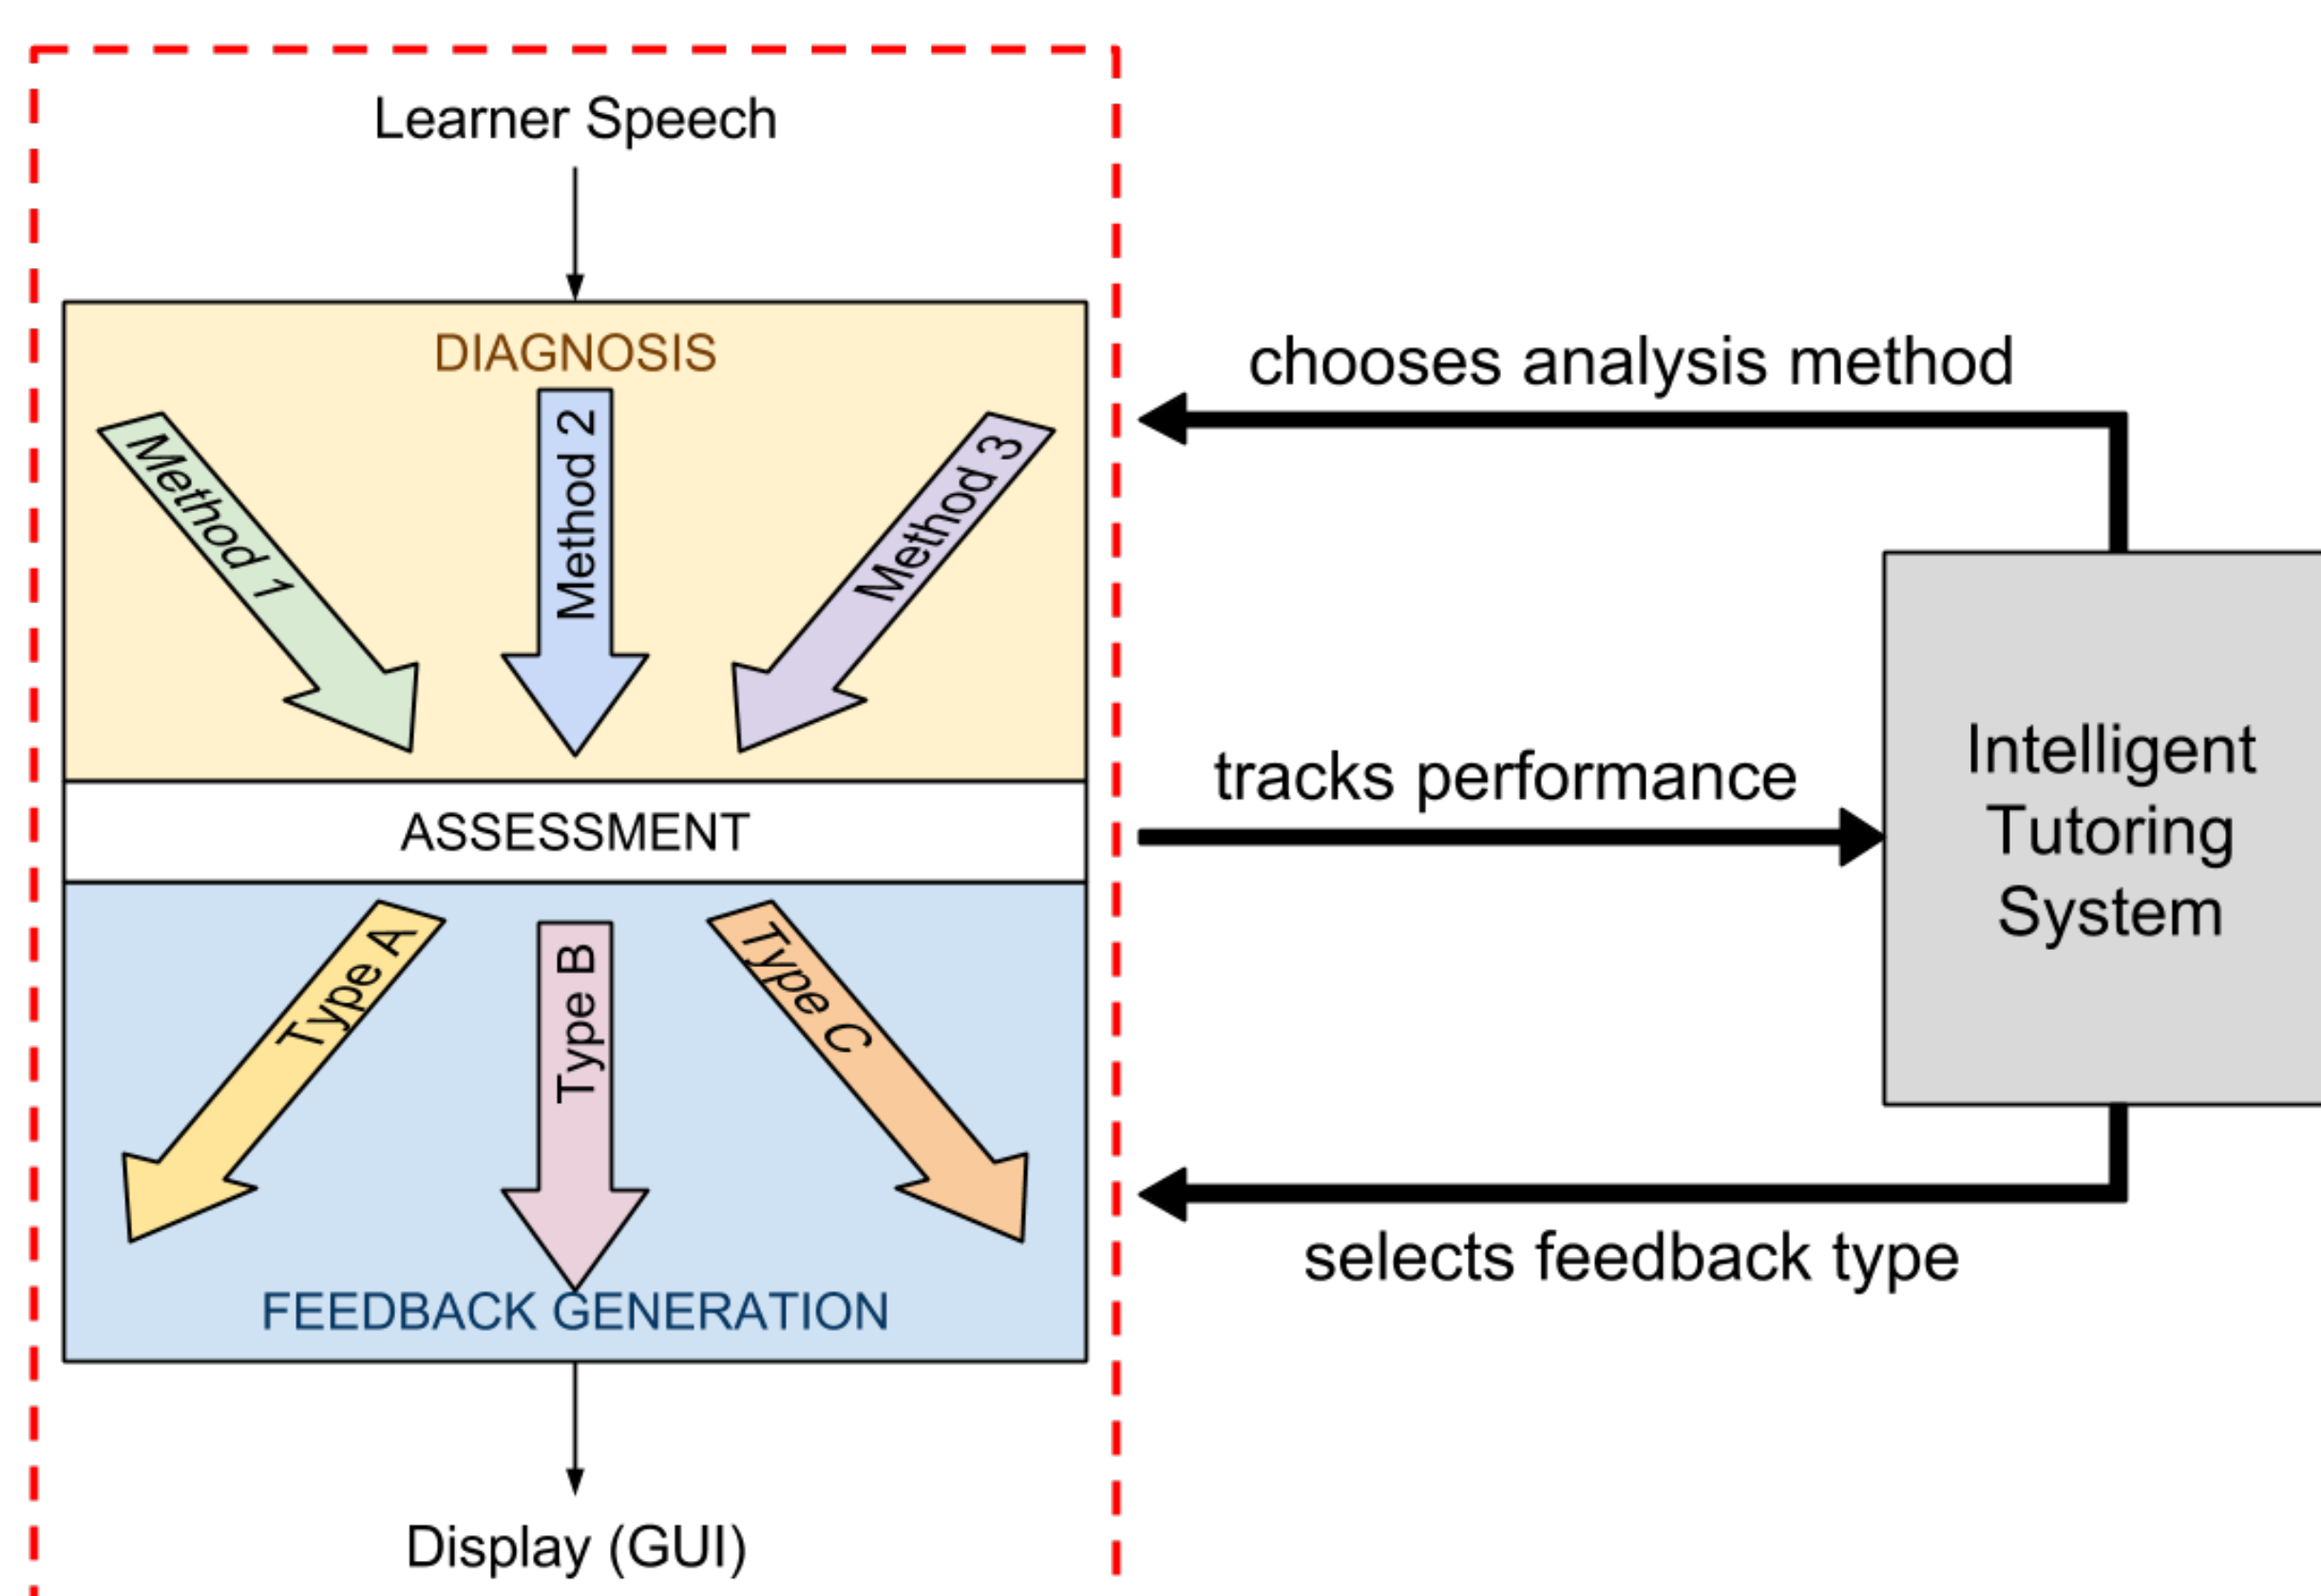 Learner Speech
DIAGNOSIS
Method 1
Method 2
Method 3
ASSESSMENT
Type A
Type B
Type C
FEEDBACK GENERATION
Display (GUI)
chooses analysis method
tracks performance
selects feedback type
Intelligent
Tutoring
System